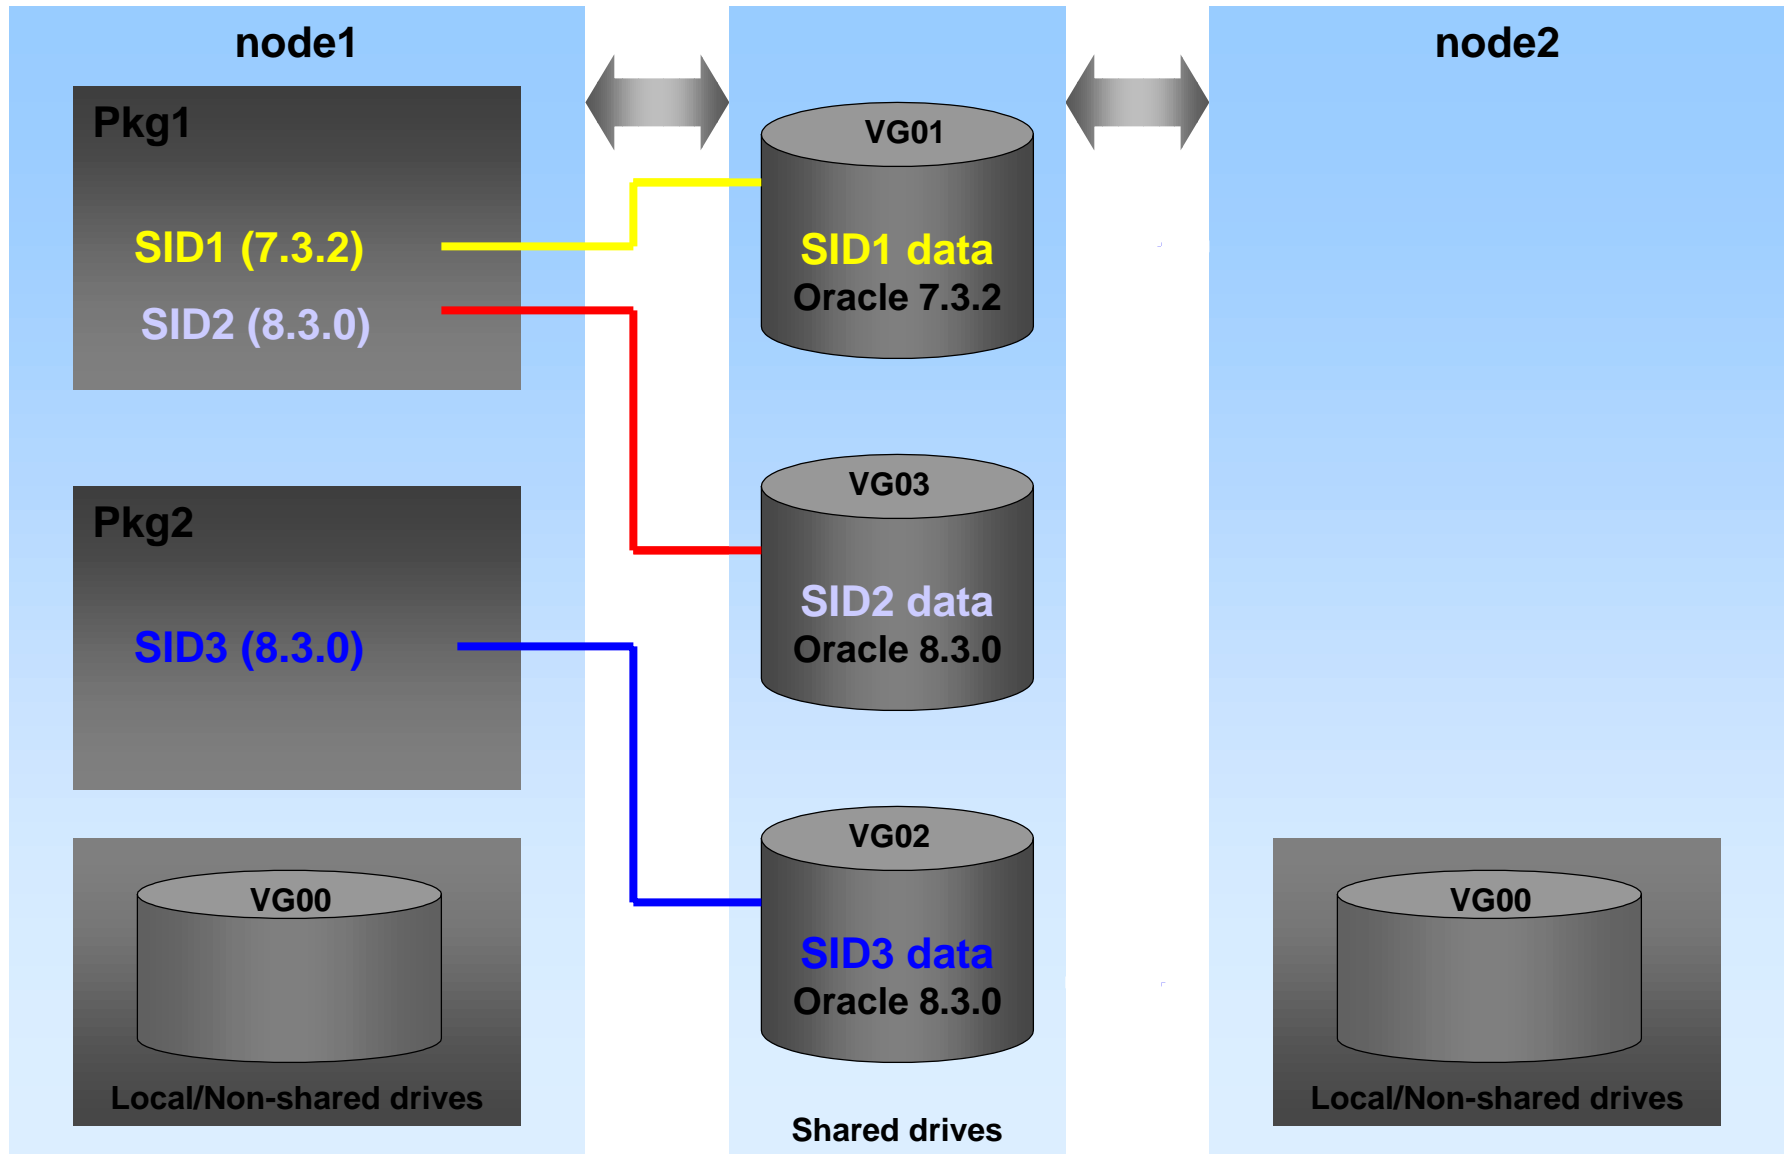 node1
Pkg1
SID1 (7.3.2)
SID2 (8.3.0)
Pkg2
SID3 (8.3.0)
VG00
Local/Non-shared drives
VG01
SID1 data
Oracle 7.3.2
VG03
SID2 data
Oracle 8.3.0
VG02
SID3 data
Oracle 8.3.0
Shared drives
node2
VG00
Local/Non-shared drives